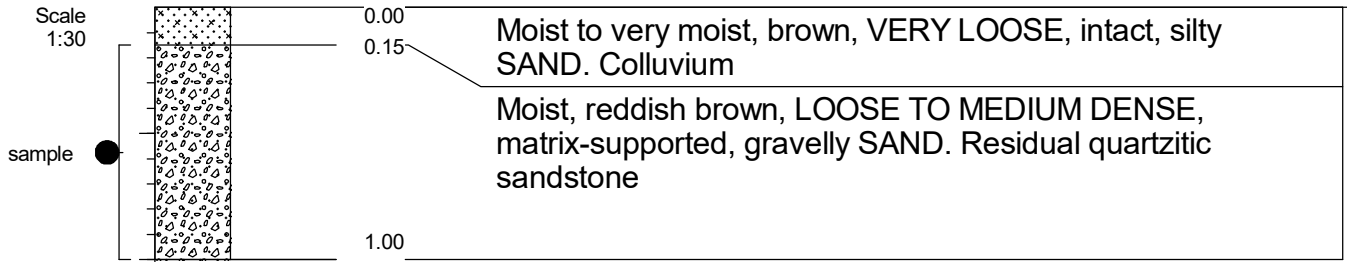 Scale
1:30
0.00
0.15
Moist to very moist, brown, VERY LOOSE, intact, silty
SAND. Colluvium
Moist, reddish brown, LOOSE TO MEDIUM DENSE,
matrix-supported, gravelly SAND. Residual quartzitic
sandstone
sample
1.00